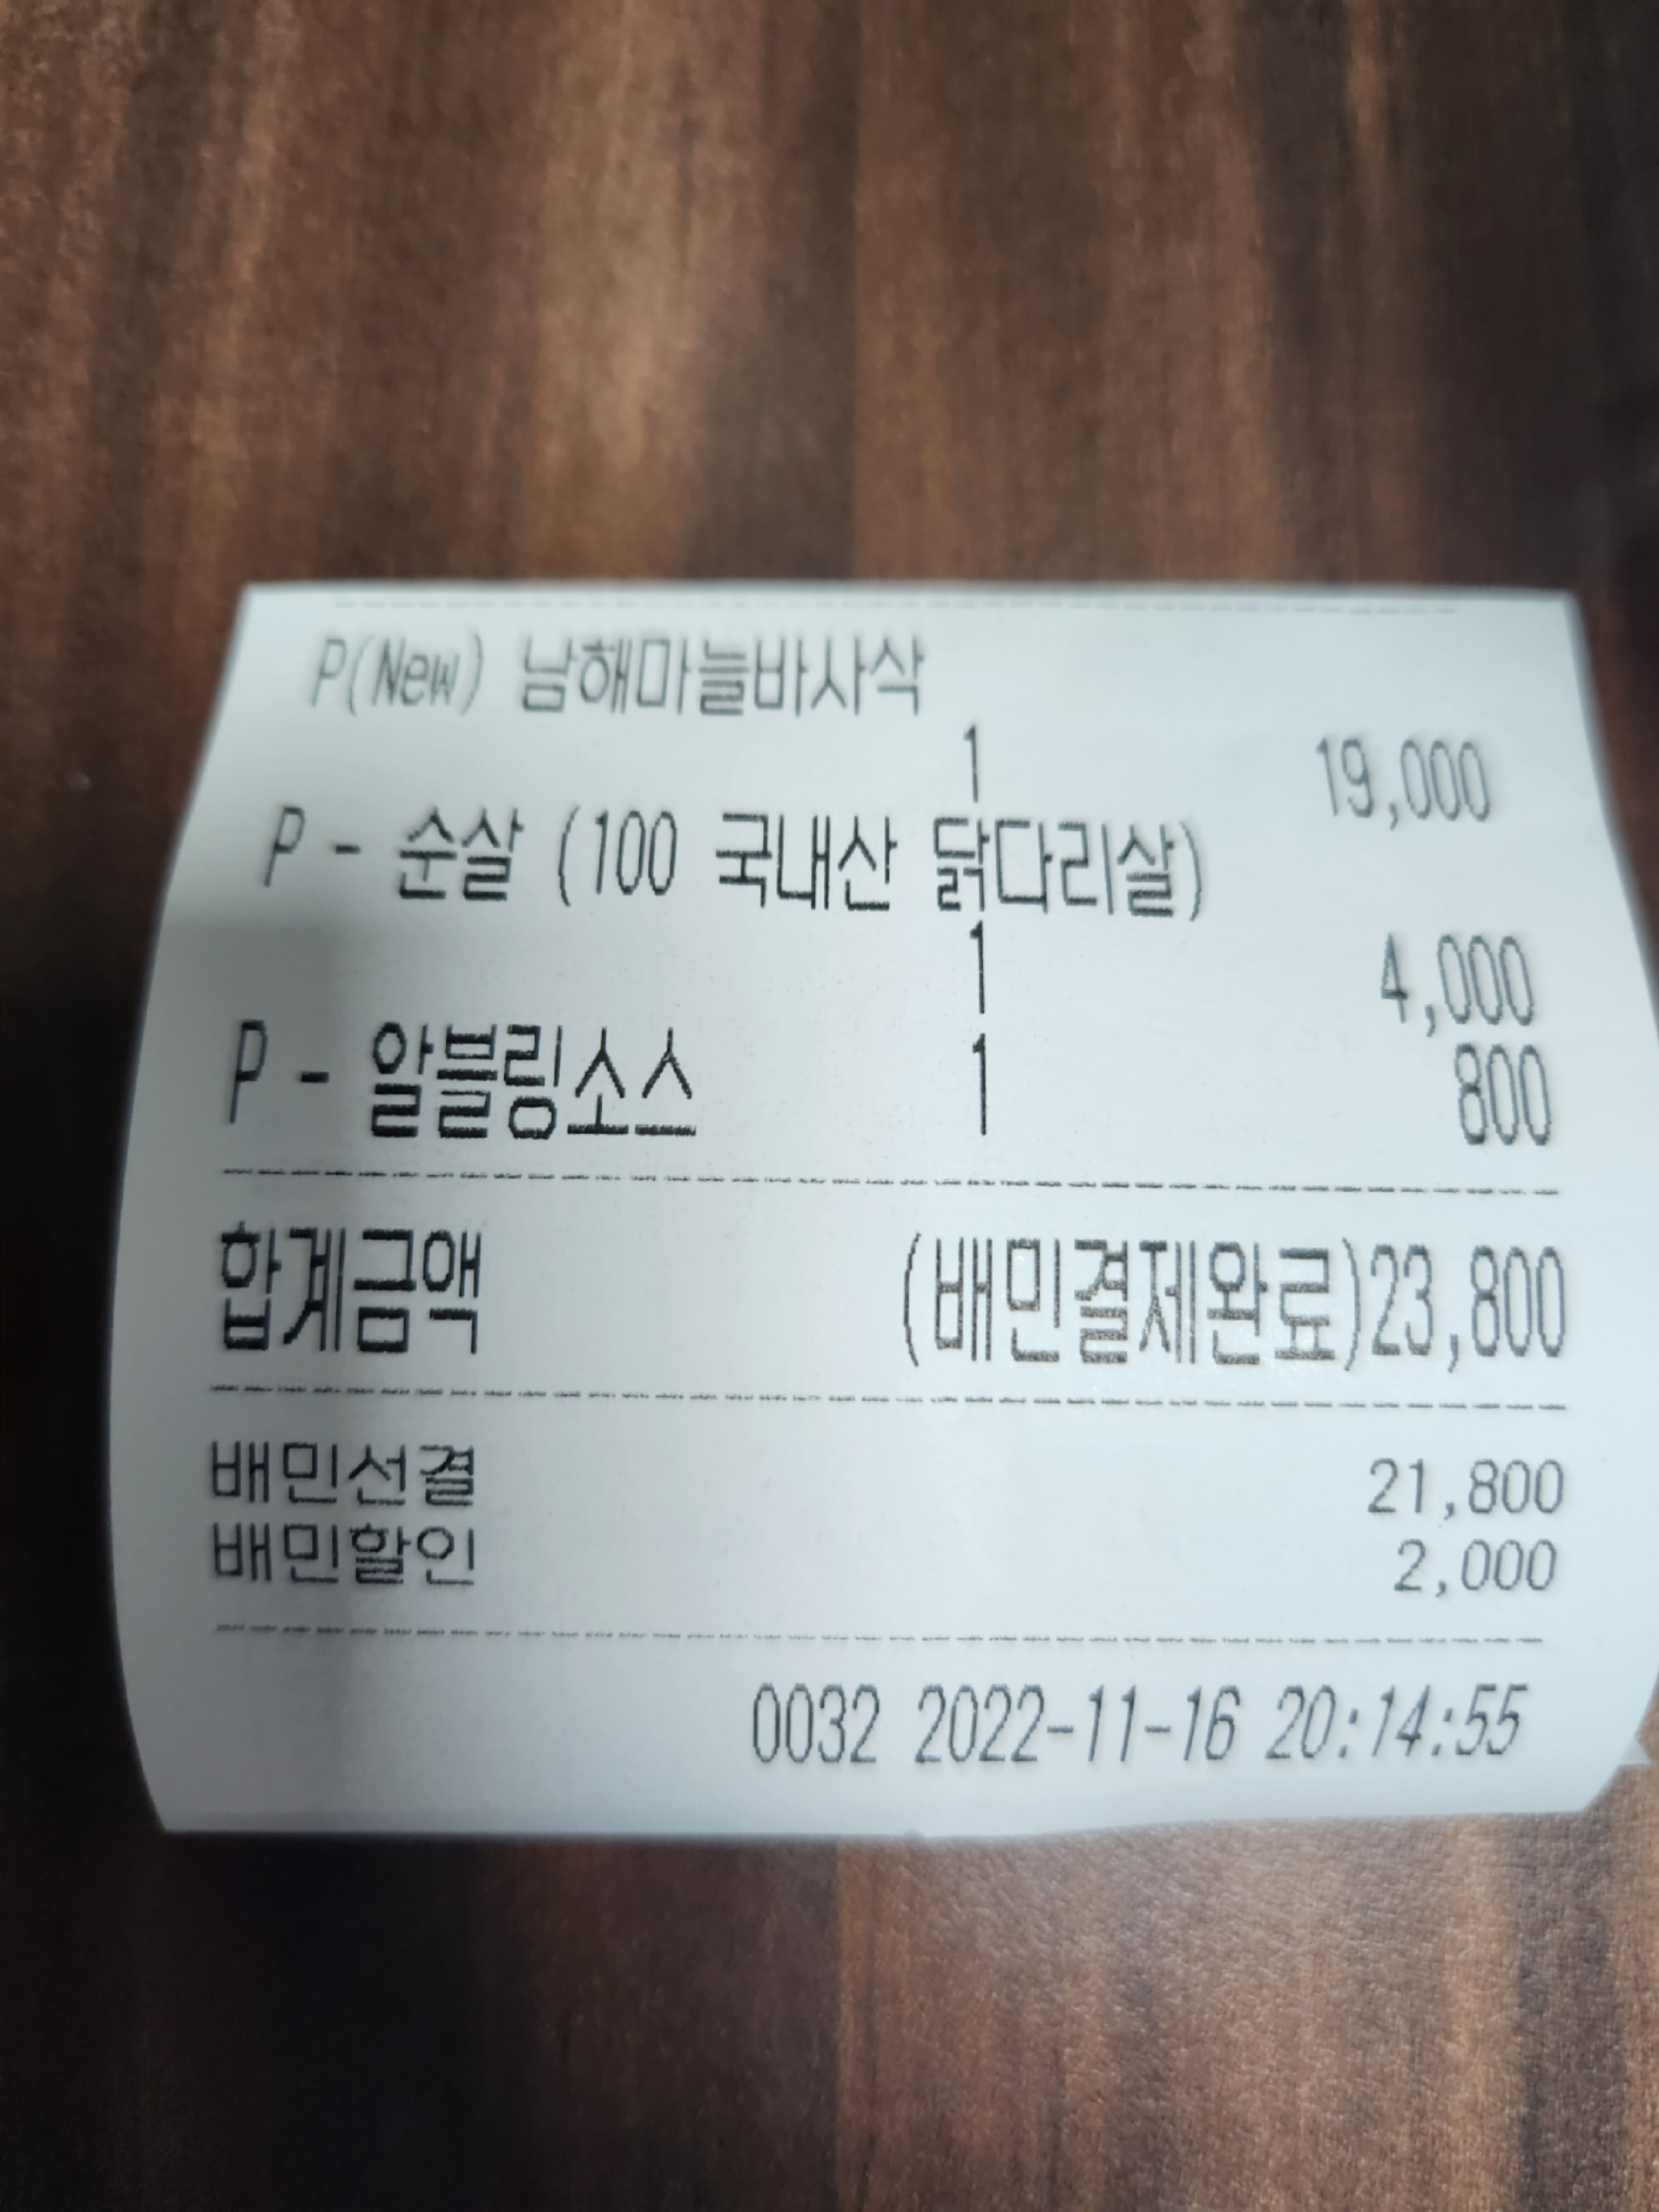 P(New) 남해마늘바사삭
1 19,000
P - 순살 (100 국내산 닭다리살)
1 4,000
P - 알블링소스 1 800
합계금액 (배민결제완료)23,800
배민선결 21,800
배민할인 2,000
0032 2022-11-16 20:14:55